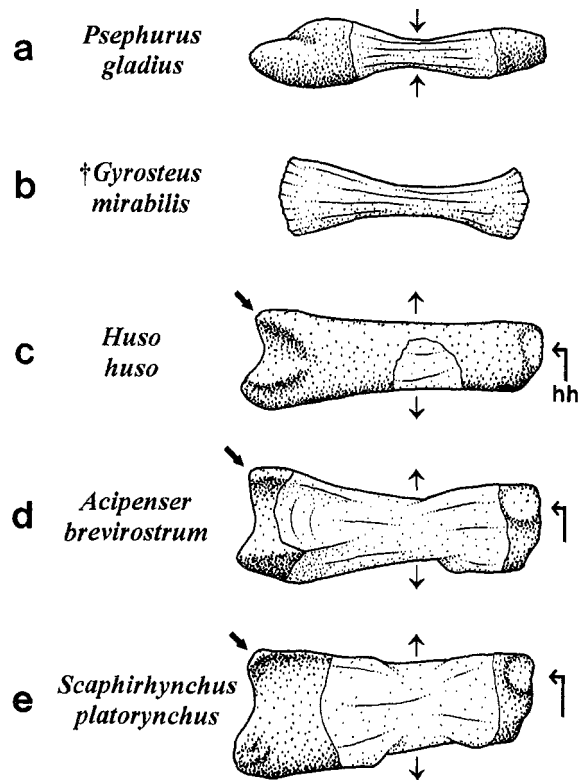 a
Psephurus
gladius
b
†Gyrosteus
mirabilis
c
Huso
huso
hh
d
Acipenser
brevirostrum
e
Scaphirhynchus
platorynchus